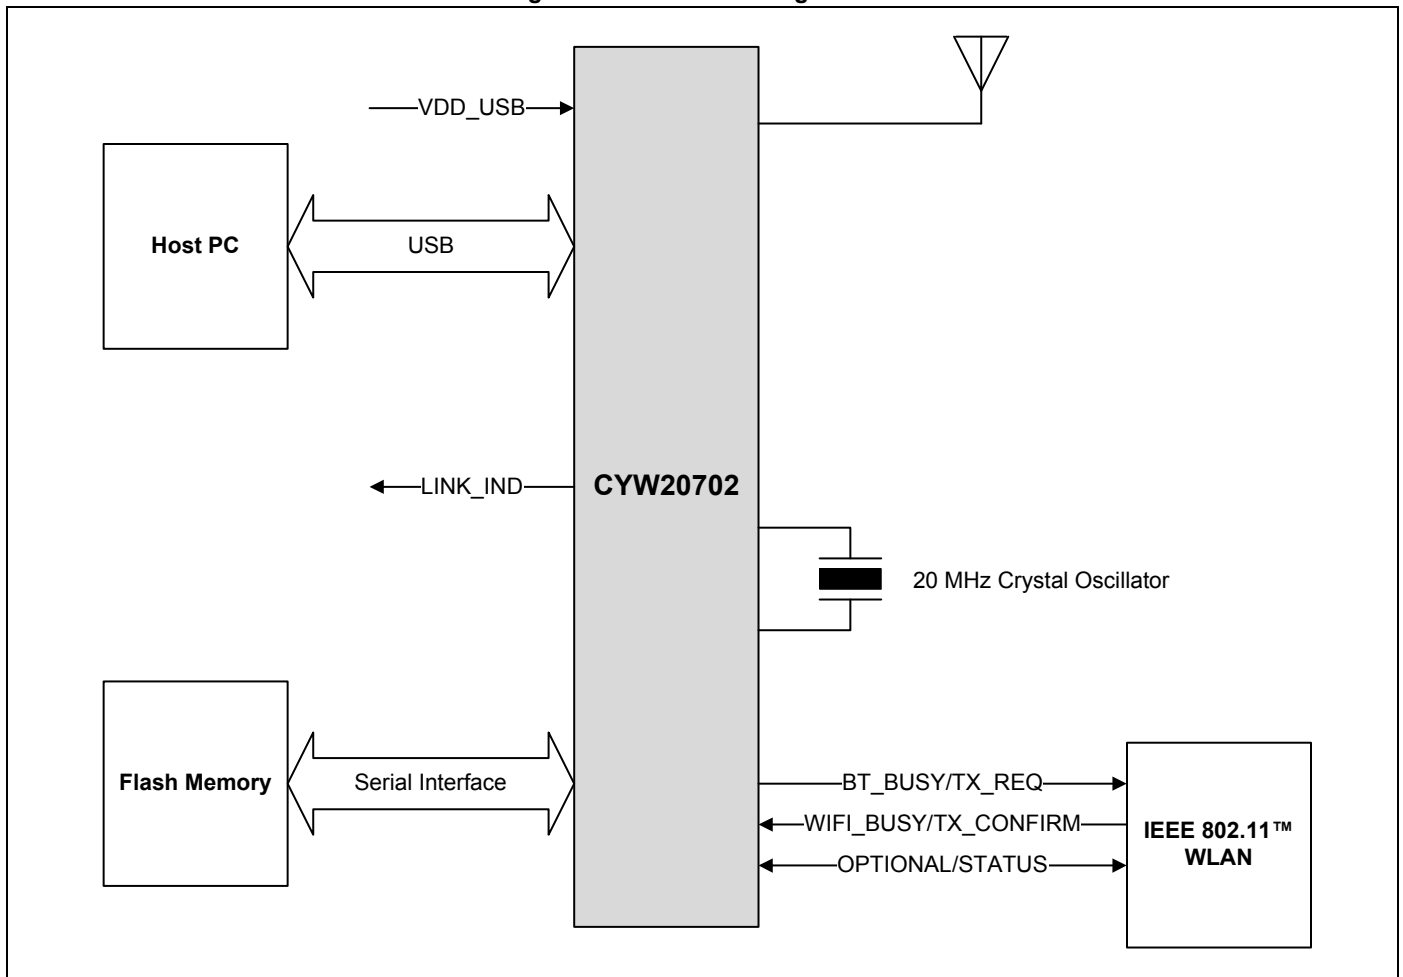 VDD_USB
Host PC
USB
LINK_IND
CYW20702
20 MHz Crystal Oscillator
Flash Memory
Serial Interface
BT_BUSY/TX_REQ
WIFI_BUSY/TX_CONFIRM
OPTIONAL/STATUS
IEEE 802.11™
WLAN